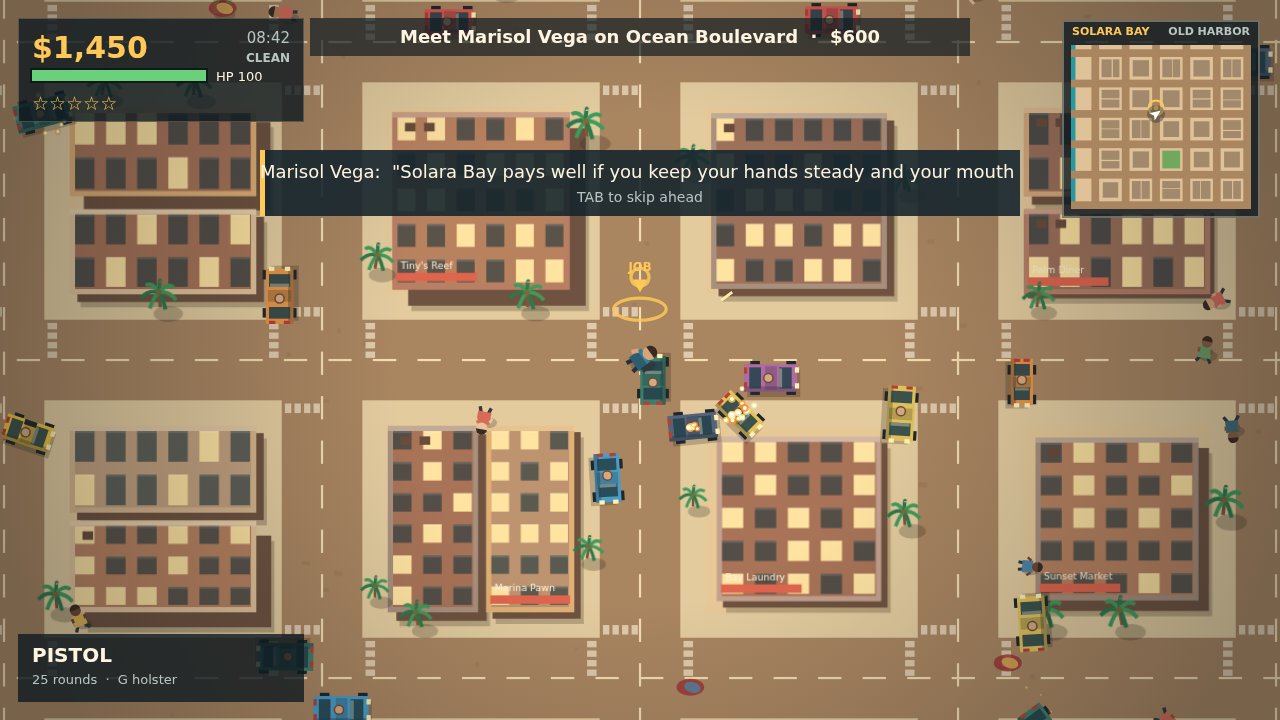 $1,450
08:42
CLEAN
HP 100
☆☆☆☆☆
Meet Marisol Vega on Ocean Boulevard · $600
SOLARA BAY OLD HARBOR
Marisol Vega: "Solara Bay pays well if you keep your hands steady and your mouth
TAB to skip ahead
JOB
Tiny's Reef
Palm Diner
Marina Pawn
Laundry
Sunset Market
PISTOL
25 rounds · G holster